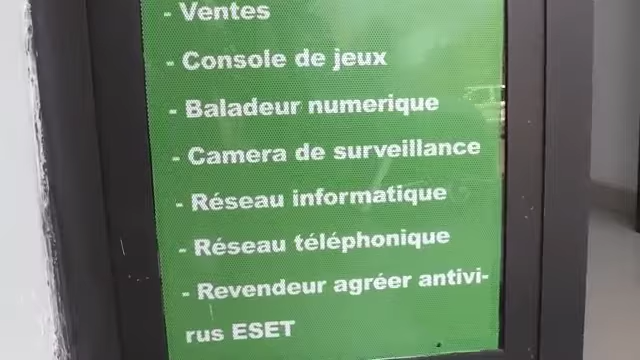 - Ventes
- Console de jeux
- Baladeur numerique
- Camera de surveillance
- Réseau informatique
- Réseau téléphonique
- Revendeur agréer antivi-
rus ESET